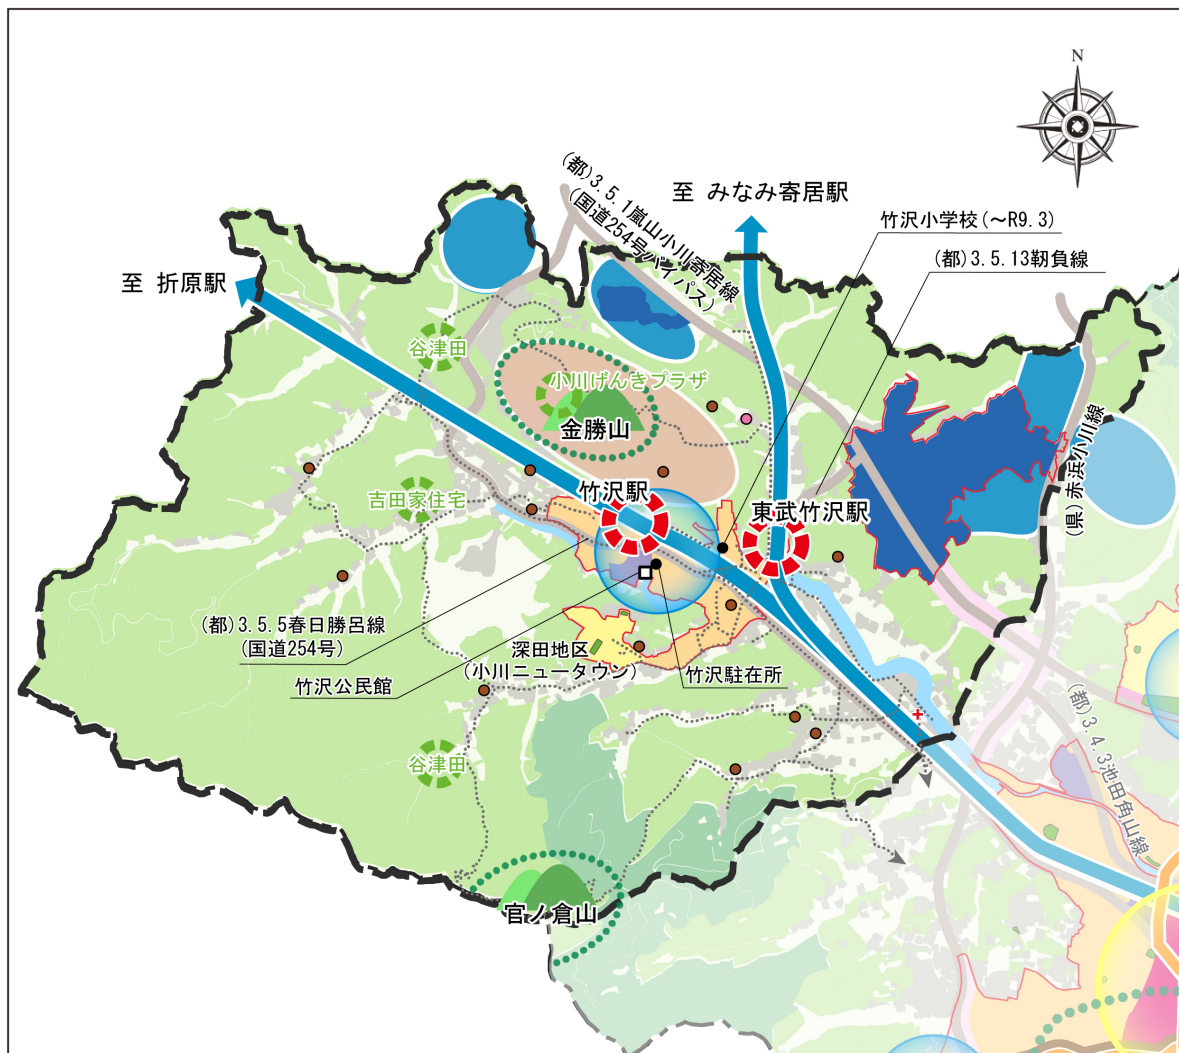 N
(都)3.5.1嵐山小川寄居線
(国道254号バイパス)
至 みなみ寄居駅
竹沢小学校(～R9.3)
(都)3.5.13靭負線
至 折原駅
谷津田
小川げんきプラザ
金勝山
(県)赤浜小川線
吉田家住宅
竹沢駅
東武竹沢駅
(都)3.5.5春日勝呂線
(国道254号)
深田地区
(小川ニュータウン)
竹沢公民館
竹沢駐在所
(都)3.4.3池田角山線
谷津田
官ノ倉山